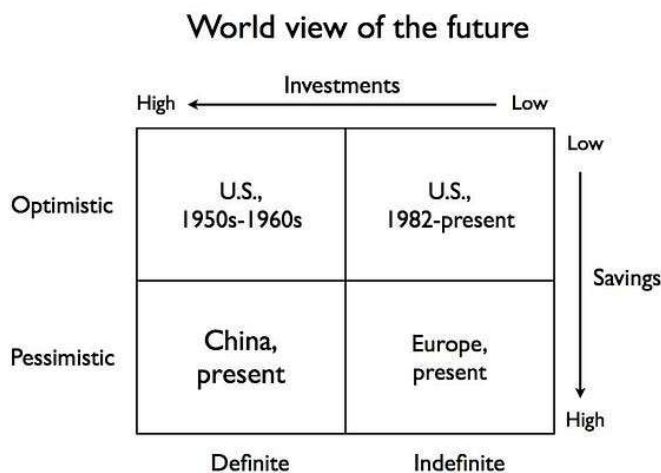 World view of the future
Investments
High
Low
Low
Optimistic
U.S.,
1950s-1960s
U.S.,
1982-present
Savings
Pessimistic
China,
present
Europe,
present
High
Definite
Indefinite